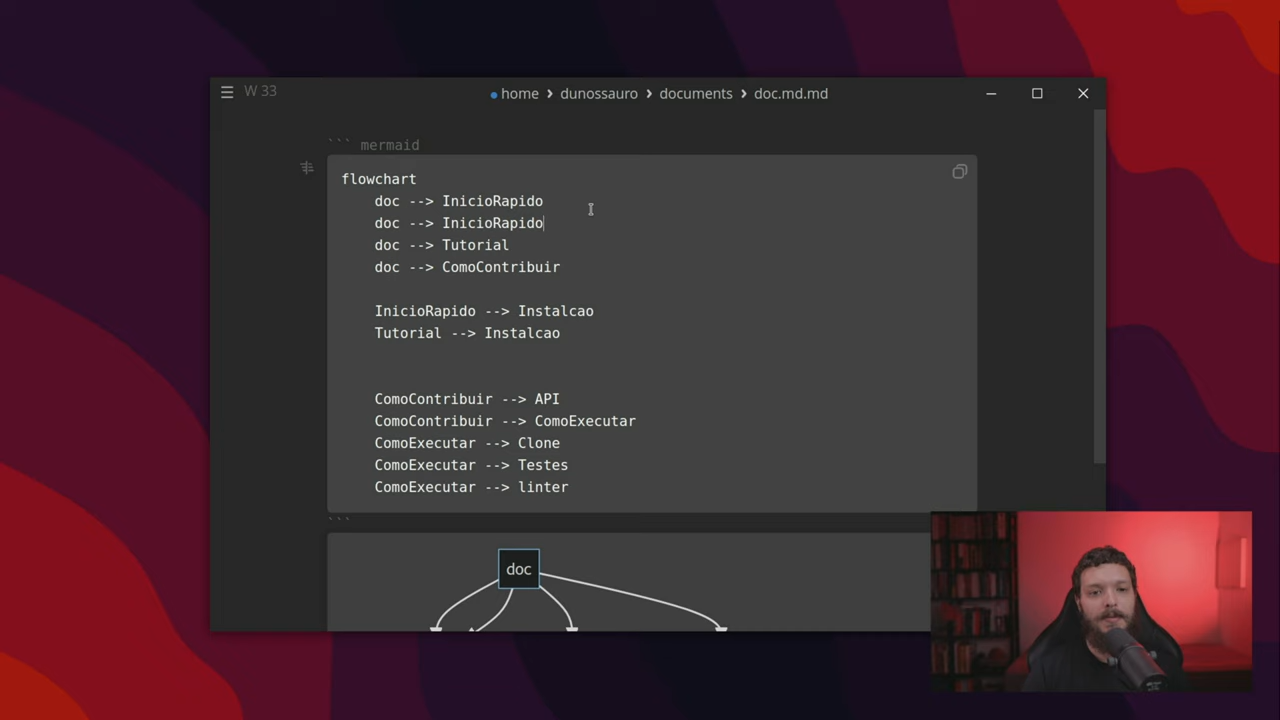 W 33
home › dunossauro › documents › doc.md.md
``` mermaid
flowchart
doc --> InicioRapido
doc --> InicioRapido
doc --> Tutorial
doc --> ComoContribuir
InicioRapido --> Instalcao
Tutorial --> Instalcao
ComoContribuir --> API
ComoContribuir --> ComoExecutar
ComoExecutar --> Clone
ComoExecutar --> Testes
ComoExecutar --> linter
```
doc